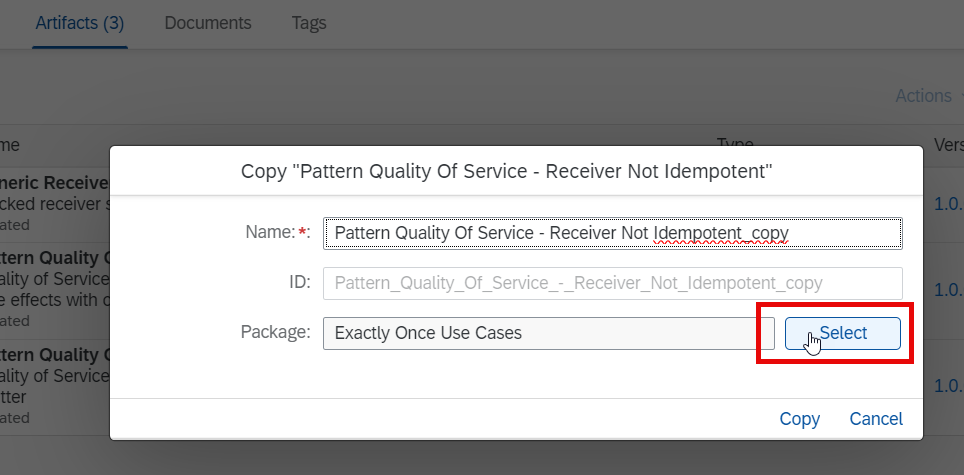 Artifacts (3) Documents Tags
Actions
me Type Vers
neric Receive
cked receiver s 1.0.
ated
ttern Quality O
ality of Service 1.0.
e effects with c
ated
ttern Quality O
ality of Service 1.0.
tter
ated
Copy "Pattern Quality Of Service - Receiver Not Idempotent"
Name:*: Pattern Quality Of Service - Receiver Not Idempotent_copy
ID: Pattern_Quality_Of_Service_-_Receiver_Not_Idempotent_copy
Package: Exactly Once Use Cases Select
Copy Cancel